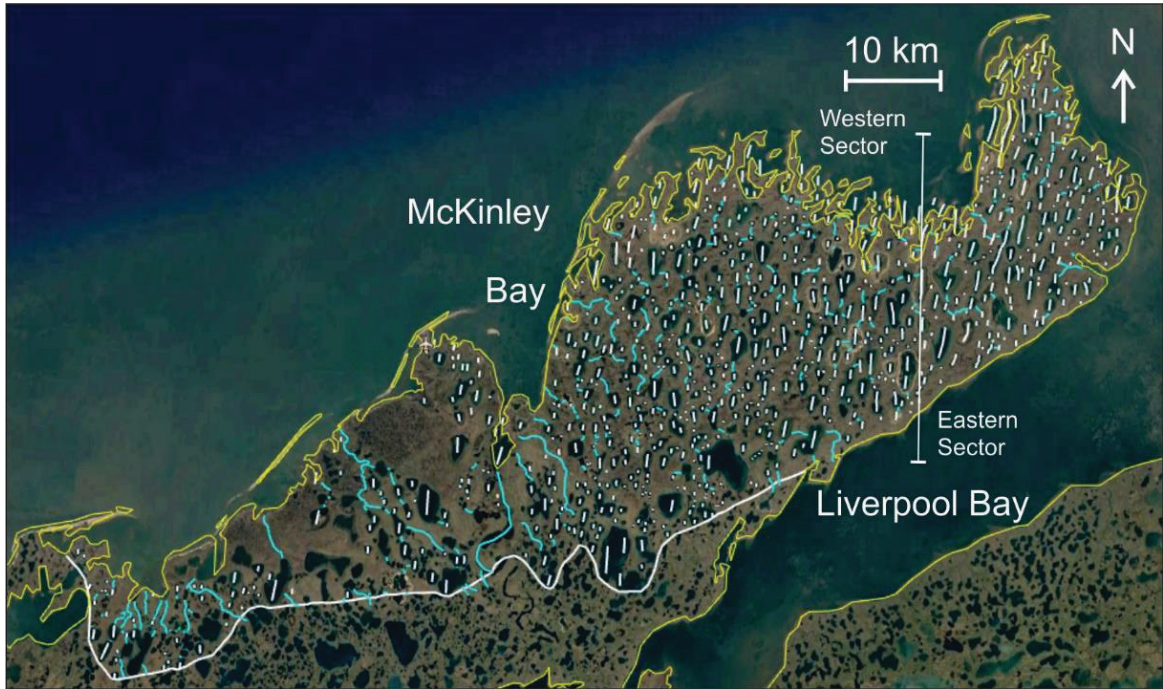 10 km
N
Western
Sector
McKinley
Bay
Eastern
Sector
Liverpool Bay